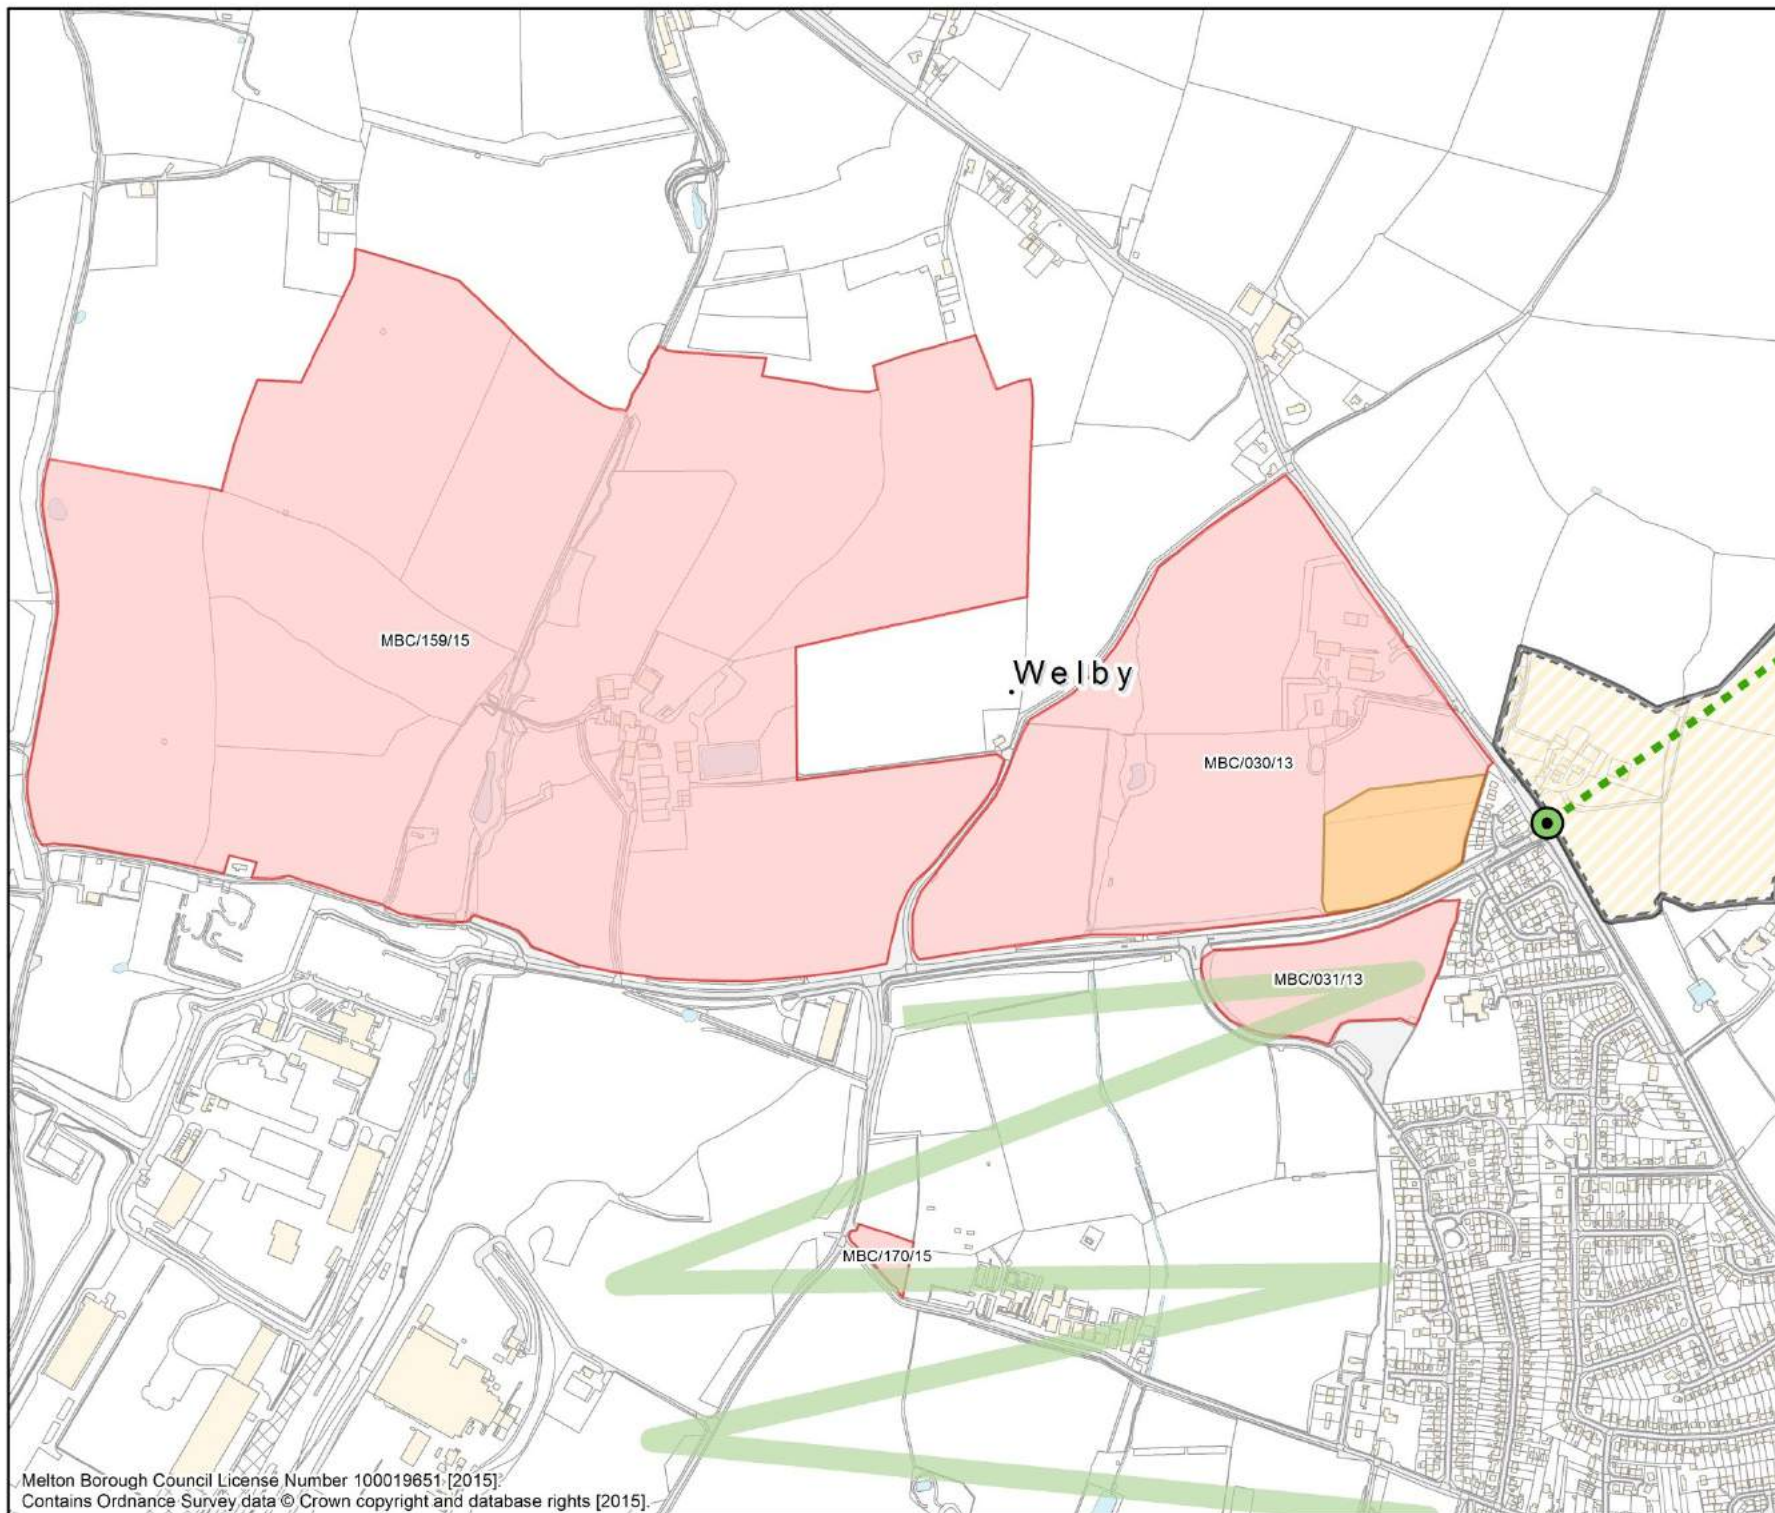 MBC/159/15
Welby
MBC/030/13
MBC/031/13
MBC/170/15
Melton Borough Council License Number 100019651 [2015].
Contains Ordnance Survey data © Crown copyright and database rights [2015].